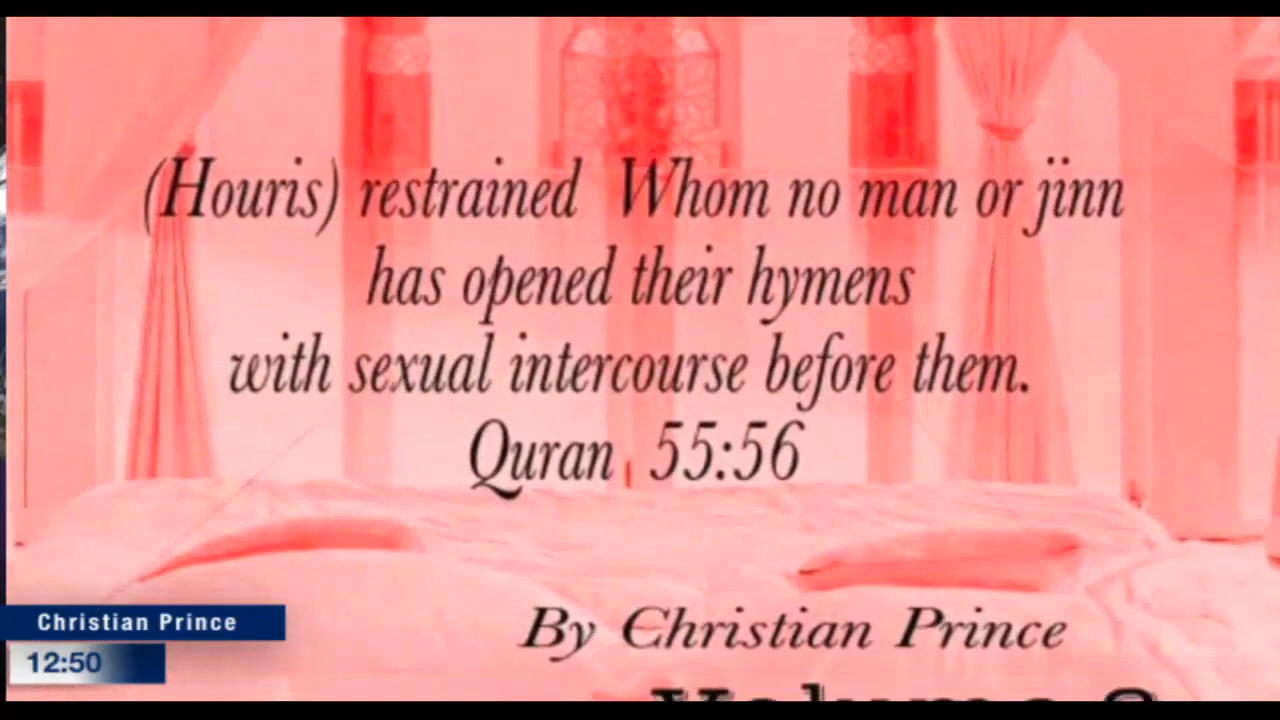 (Houris) restrained Whom no man or jinn
has opened their hymens
with sexual intercourse before them.
Quran 55:56
By Christian Prince
Christian Prince
12:50